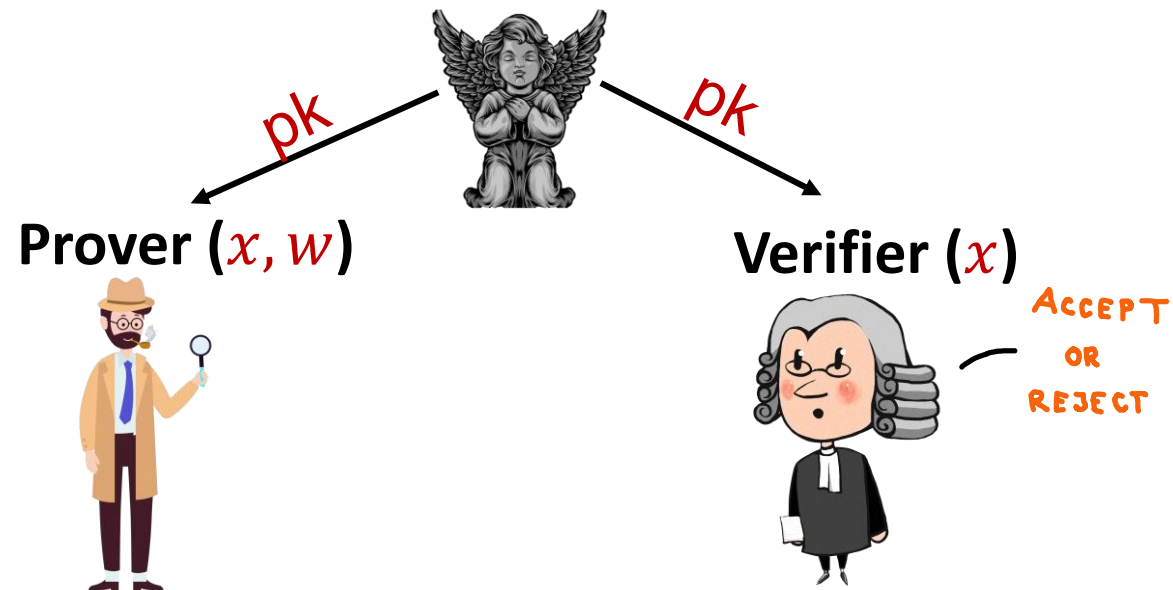 pk
pk
Prover (x, w)
Verifier (x)
ACCEPT
OR
REJECT